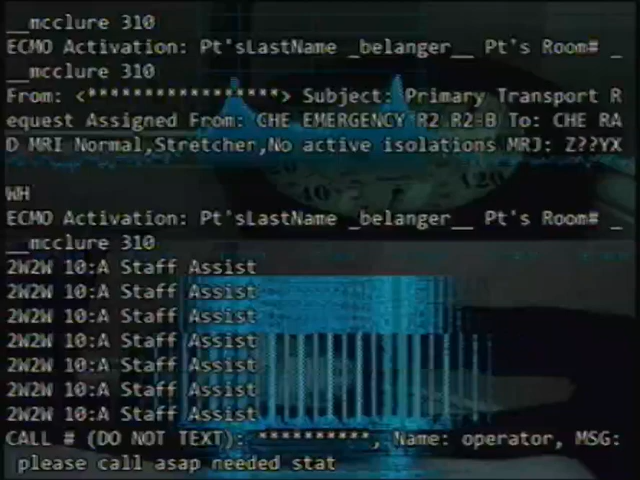 __mcclure 310
ECMO Activation: Pt'sLastName _belanger__ Pt's Room# _
__mcclure 310
From: <*****************> Subject: Primary Transport R
equest Assigned From: CHE EMERGENCY R2 R2-B To: CHE RA
D MRI Normal,Stretcher,No active isolations MRJ: Z??YX
WH
ECMO Activation: Pt'sLastName _belanger__ Pt's Room# _
__mcclure 310
2W2W 10:A Staff Assist
2W2W 10:A Staff Assist
2W2W 10:A Staff Assist
2W2W 10:A Staff Assist
2W2W 10:A Staff Assist
2W2W 10:A Staff Assist
2W2W 10:A Staff Assist
CALL # (DO NOT TEXT): **********, Name: operator, MSG:
please call asap needed stat